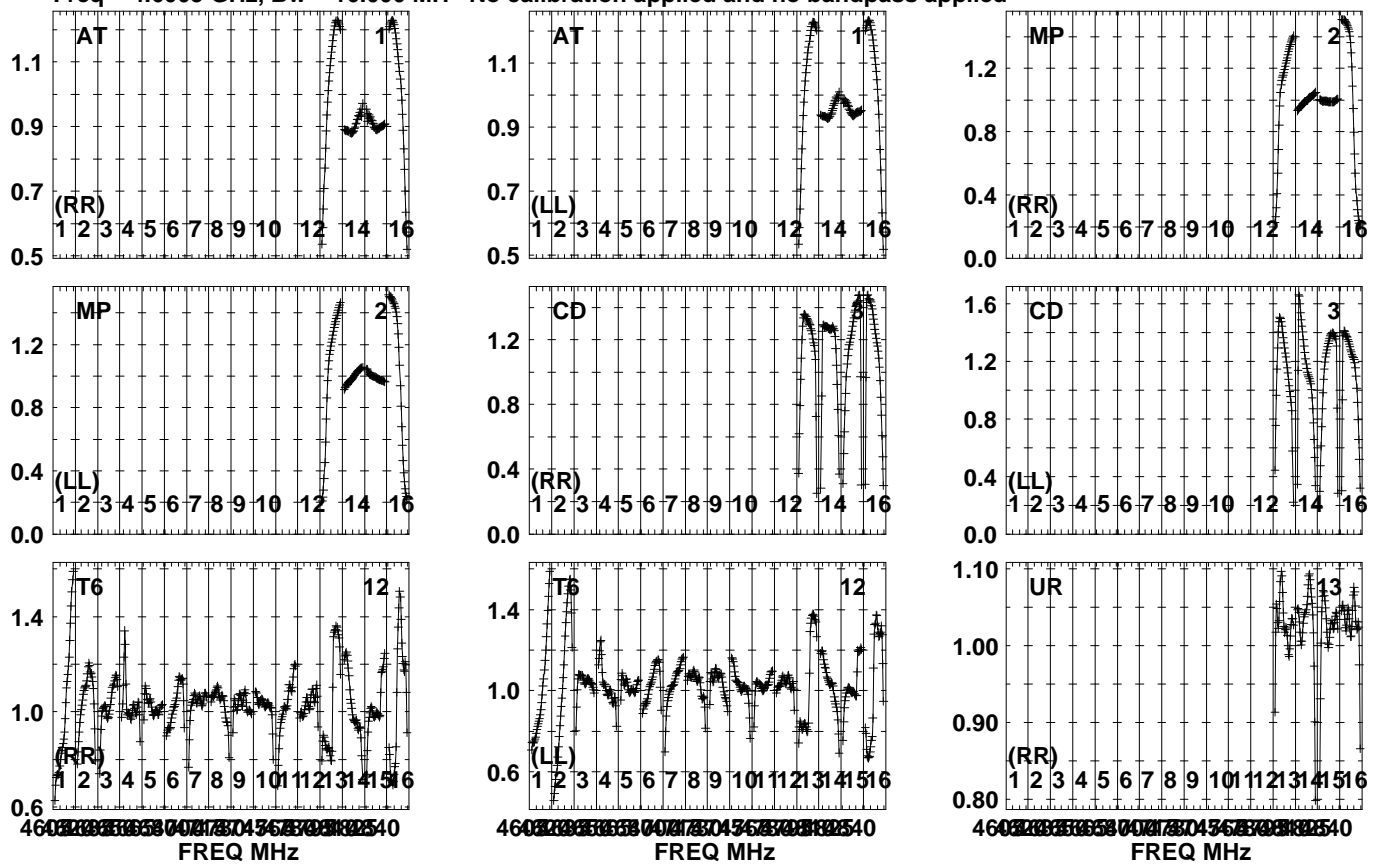 No calibration applied and no bandpass applied
AT 1
1.1
0.9
0.7
(RR)
1 2 3 4 5 6 7 8 9 10 12 14 16
0.5
AT 1
1.1
0.9
0.7
(LL)
1 2 3 4 5 6 7 8 9 10 12 14 16
0.5
MP 2
1.2
0.8
0.4
(RR)
1 2 3 4 5 6 7 8 9 10 12 14 16
0.0
MP 2
1.2
0.8
0.4
(LL)
1 2 3 4 5 6 7 8 9 10 12 14 16
0.0
CD 3
1.2
0.8
0.4
(RR)
1 2 3 4 5 6 7 8 9 10 12 14 16
0.0
CD 3
1.6
1.2
0.8
0.4
(LL)
1 2 3 4 5 6 7 8 9 10 12 14 16
0.0
T6 12
1.4
1.0
(RR)
1 2 3 4 5 6 7 8 9 10 11 12 13 14 15 16
0.6
FREQ MHz
T6 12
1.4
1.0
0.6
(LL)
1 2 3 4 5 6 7 8 9 10 11 12 13 14 15 16
FREQ MHz
UR 13
1.10
1.00
0.90
(RR)
1 2 3 4 5 6 7 8 9 10 11 12 13 14 15 16
0.80
FREQ MHz